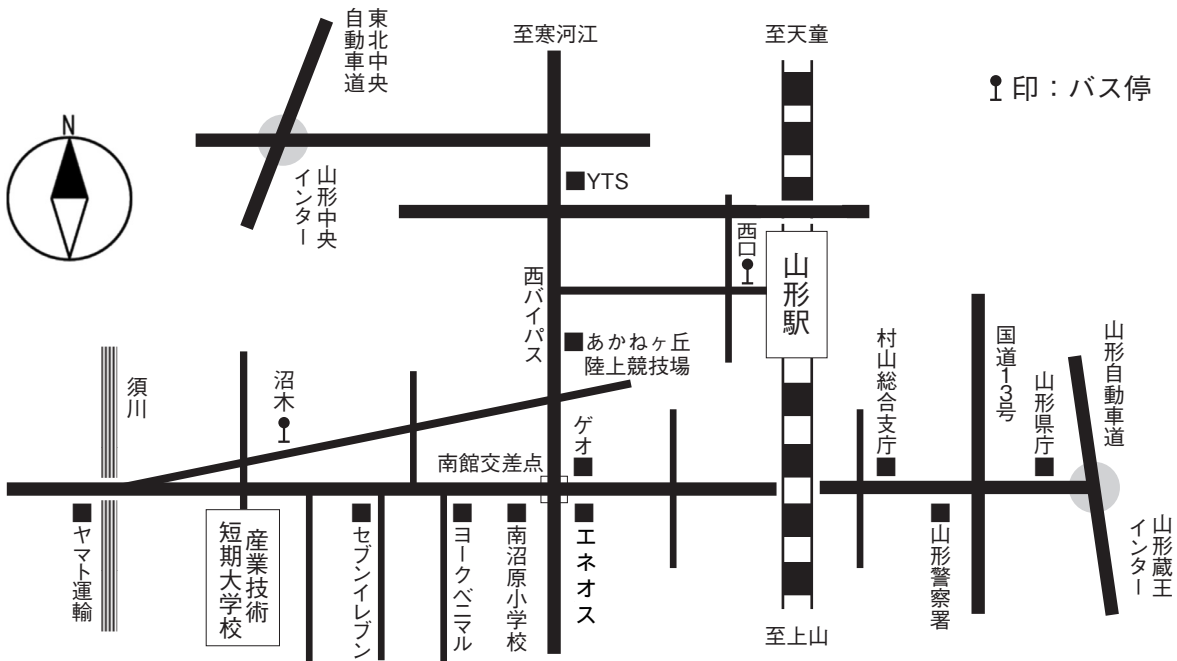 東北中央
自動車道
至寒河江
至天童
印：バス停
N
山形中央
インター
YTS
西口
山形駅
西バイパス
あかねヶ丘
陸上競技場
村山総合支庁
国道13号
山形県庁
山形自動車道
須川
沼木
ゲオ
南館交差点
ヤマト運輸
産業技術
短期大学校
セブンイレブン
ヨークベニマル
南沼原小学校
エネオス
山形警察署
山形蔵王
インター
至上山